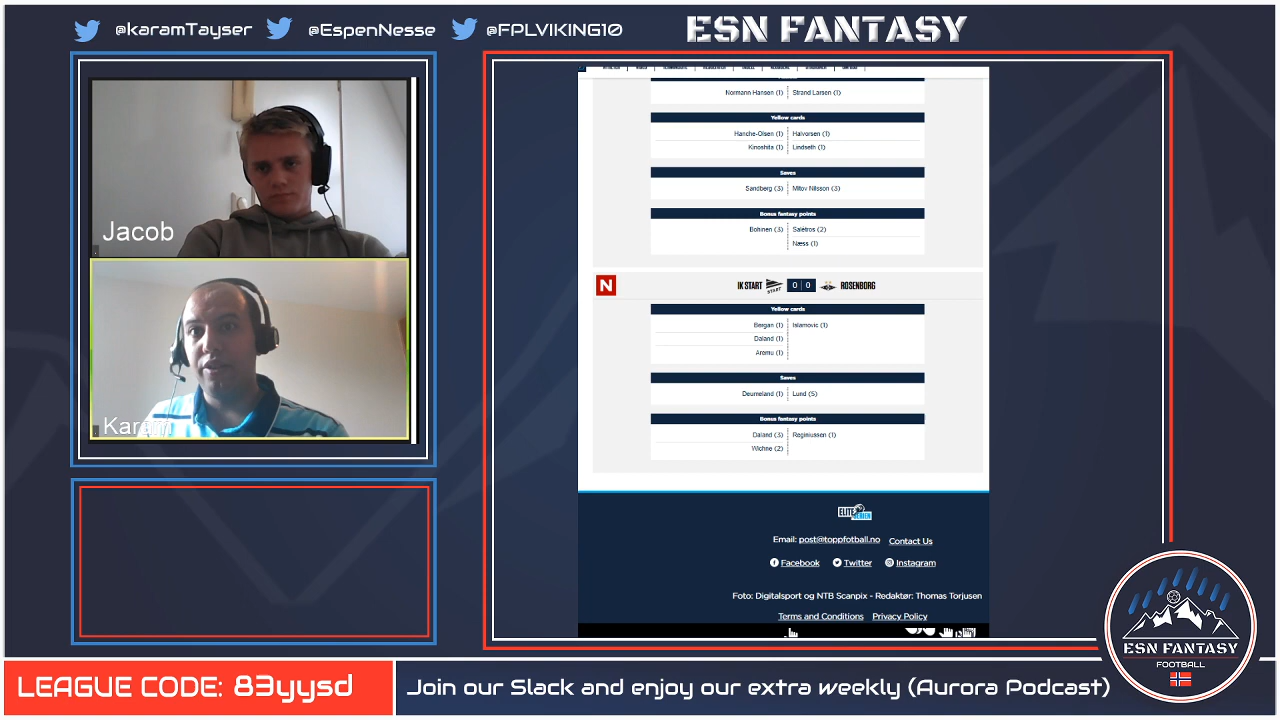 @karamTayser @EspenNesse @FPLVIKING10 ESN FANTASY
Jacob
Karam
Normann Hansen (1) Strand Larsen (1)
Yellow cards
Hanche-Olsen (1) Halvorsen (1)
Kinoshita (1) Lindseth (1)
Saves
Sandberg (3) Mitov Nilsson (3)
Bonus fantasy points
Bohinen (3) Salétros (2)
Næss (1)
N IK START START 0 0 ROSENBORG
Yellow cards
Bergan (1) Islamovic (1)
Daland (1)
Aremu (1)
Saves
Deumeland (1) Lund (5)
Bonus fantasy points
Daland (3) Reginiussen (1)
Wichne (2)
ELITE
Email: post@toppfotball.no Contact Us
Facebook Twitter Instagram
Foto: Digitalsport og NTB Scanpix - Redaktør: Thomas Torjusen
Terms and Conditions Privacy Policy
ESN FANTASY
FOOTBALL
LEAGUE CODE: 83yysd
Join our Slack and enjoy our extra weekly (Aurora Podcast)